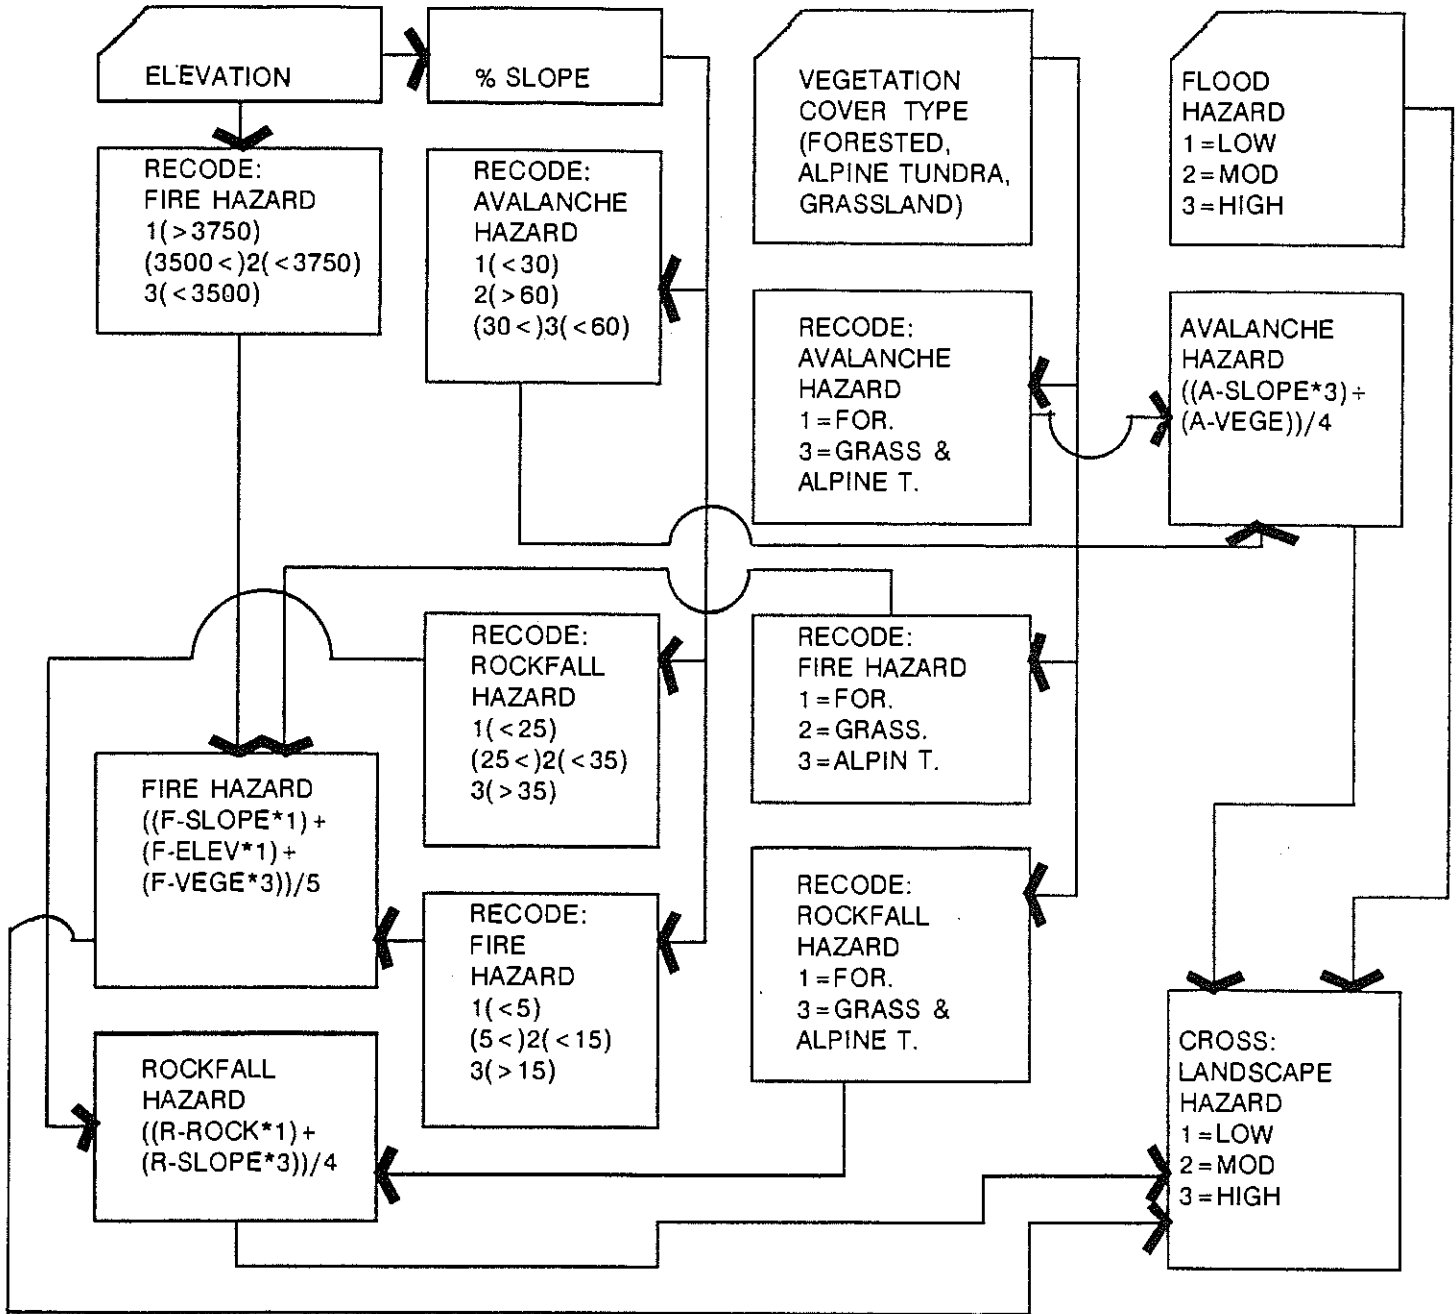 ELEVATION
% SLOPE
VEGETATION
COVER TYPE
(FORESTED,
ALPINE TUNDRA,
GRASSLAND)
FLOOD
HAZARD
1=LOW
2=MOD
3=HIGH
RECODE:
FIRE HAZARD
1(>3750)
(3500<)2(<3750)
3(<3500)
RECODE:
AVALANCHE
HAZARD
1(<30)
2(>60)
(30<)3(<60)
RECODE:
AVALANCHE
HAZARD
1=FOR.
3=GRASS &
ALPINE T.
AVALANCHE
HAZARD
((A-SLOPE*3)+
(A-VEGE))/4
RECODE:
ROCKFALL
HAZARD
1(<25)
(25<)2(<35)
3(>35)
RECODE:
FIRE HAZARD
1=FOR.
2=GRASS.
3=ALPIN T.
FIRE HAZARD
((F-SLOPE*1)+
(F-ELEV*1)+
(F-VEGE*3))/5
RECODE:
FIRE
HAZARD
1(<5)
(5<)2(<15)
3(>15)
RECODE:
ROCKFALL
HAZARD
1=FOR.
3=GRASS &
ALPINE T.
ROCKFALL
HAZARD
((R-ROCK*1)+
(R-SLOPE*3))/4
CROSS:
LANDSCAPE
HAZARD
1=LOW
2=MOD
3=HIGH